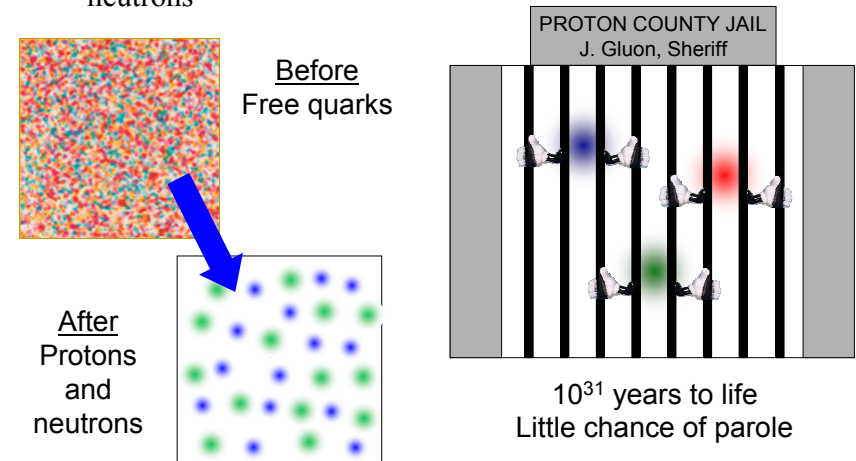 neutrons
Before
Free quarks
After
Protons
and
neutrons
PROTON COUNTY JAIL
J. Gluon, Sheriff
10³¹ years to life
Little chance of parole